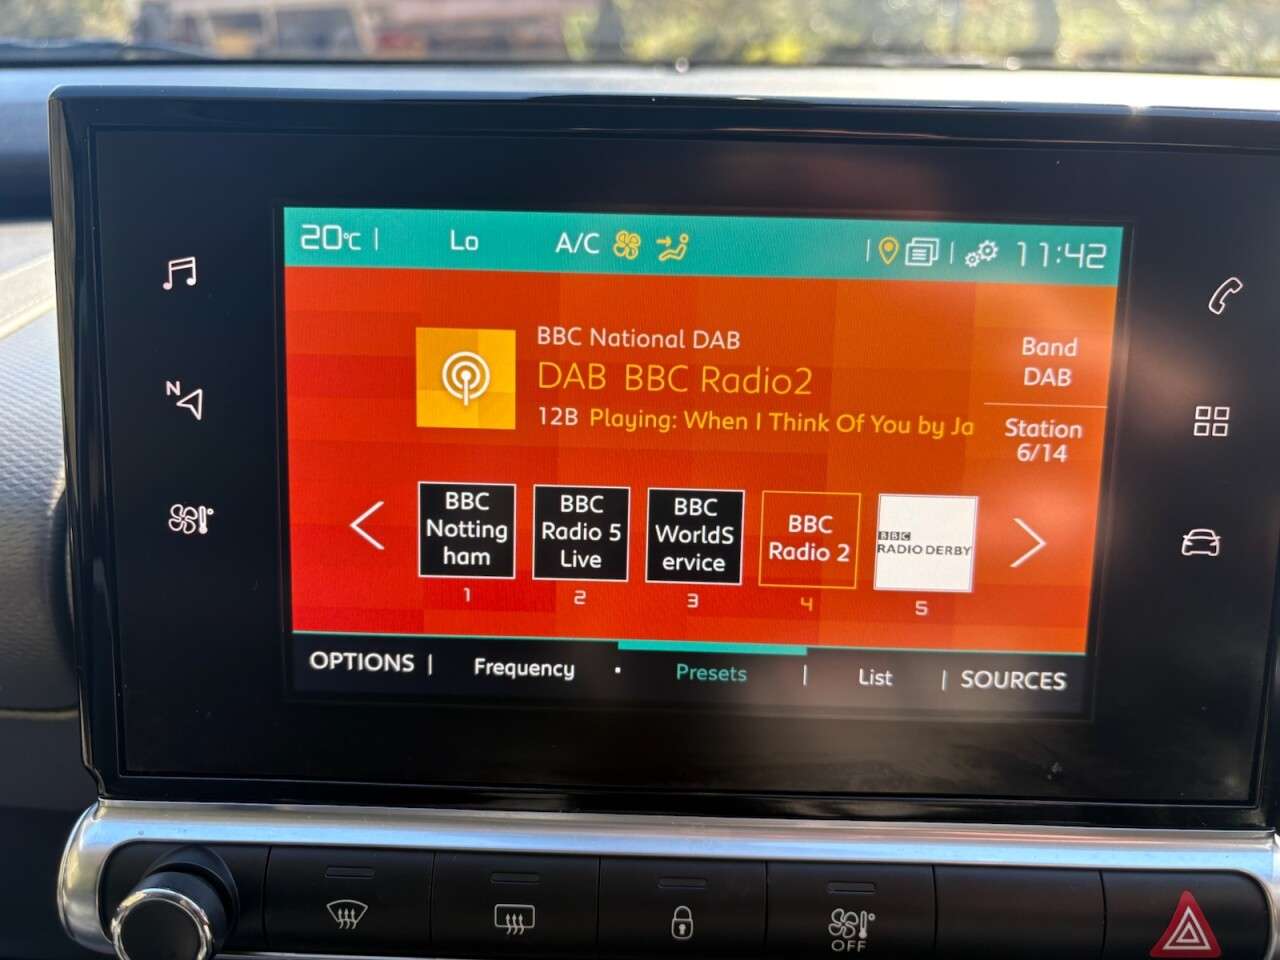 20°C | Lo A/C | | 11:42
BBC National DAB
DAB BBC Radio2
12B Playing: When I Think Of You by Ja
Band
DAB
Station
6/14
N
BBC
Notting
ham
1
BBC
Radio 5
Live
2
BBC
WorldS
ervice
3
BBC
Radio 2
4
BBC
RADIO DERBY
5
OPTIONS | Frequency · Presets | List | SOURCES
OFF